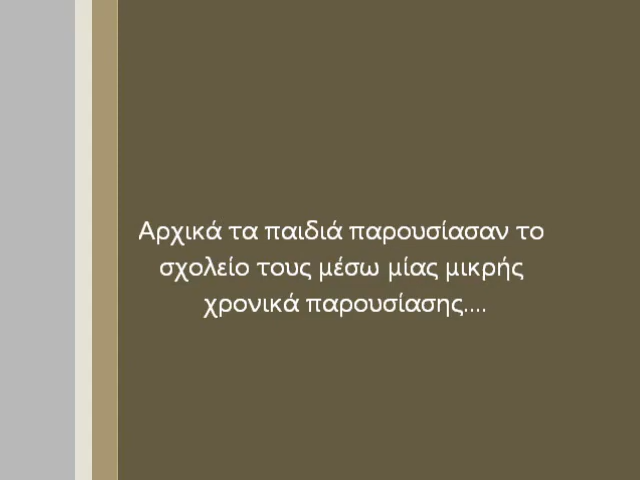 Αρχικά τα παιδιά παρουσίασαν το
σχολείο τους μέσω μίας μικρής
χρονικά παρουσίασης....